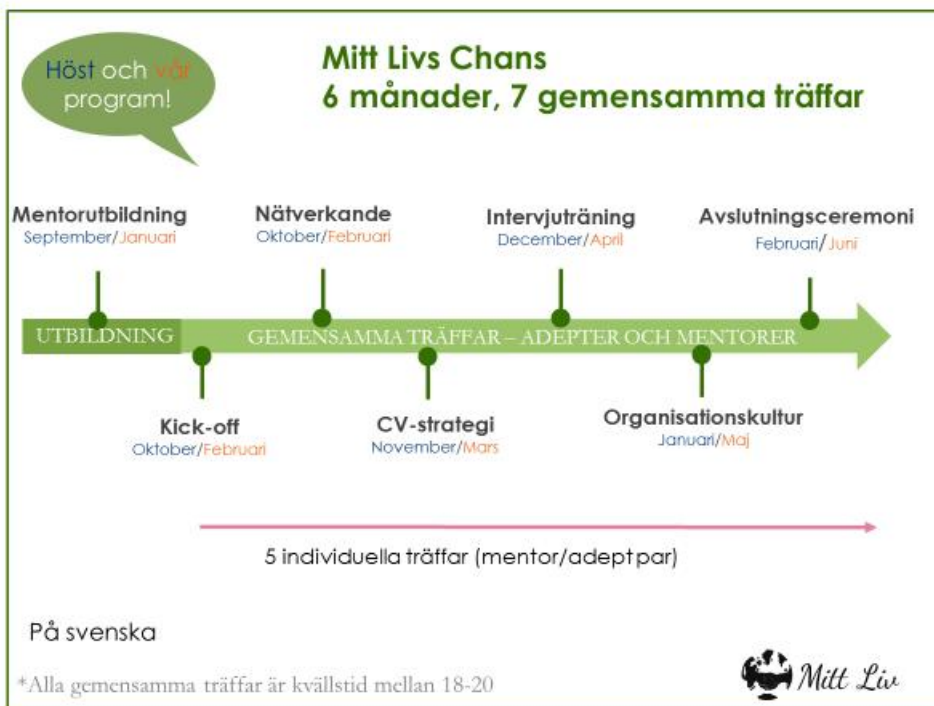 Höst och vår
program!
Mitt Livs Chans
6 månader, 7 gemensamma träffar
Mentorutbildning
September/Januari
Nätverkande
Oktober/Februari
Intervjuträning
December/April
Avslutningsceremoni
Februari/Juni
UTBILDNING
GEMENSAMMA TRÄFFAR – ADEPTER OCH MENTORER
Kick-off
Oktober/Februari
CV-strategi
November/Mars
Organisationskultur
Januari/Maj
5 individuella träffar (mentor/adept par)
På svenska
*Alla gemensamma träffar är kvällstid mellan 18-20
Mitt Liv